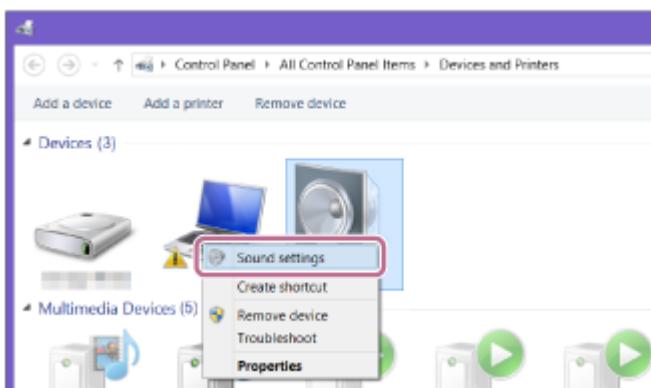 Control Panel All Control Panel Items Devices and Printers
Add a device Add a printer Remove device
Devices (3)
Sound settings
Create shortcut
Multimedia Devices (5)
Remove device
Troubleshoot
Properties